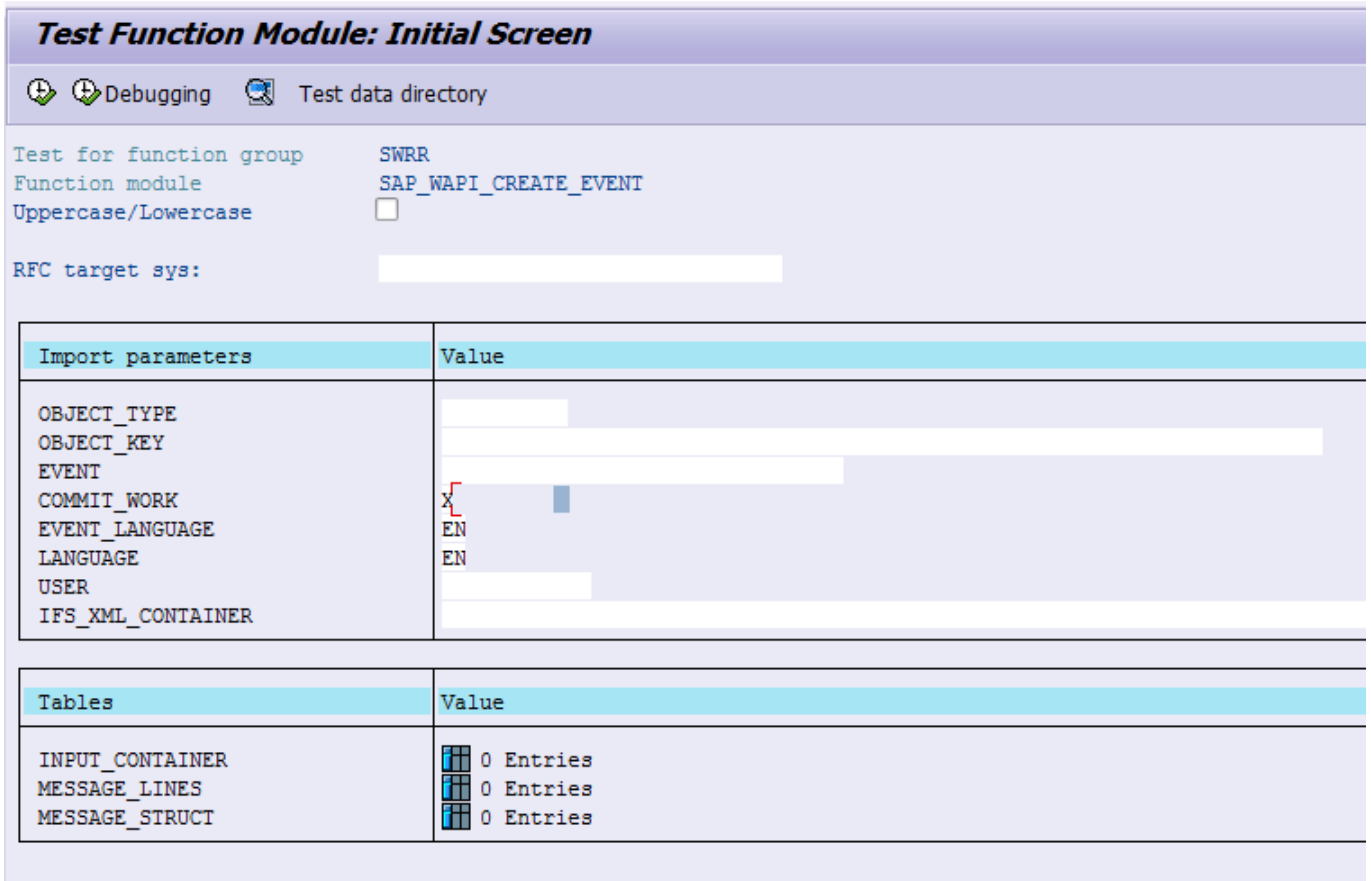 Test Function Module: Initial Screen
Debugging Test data directory
Test for function group SWRR
Function module SAP_WAPI_CREATE_EVENT
Uppercase/Lowercase
RFC target sys:
Import parameters Value
OBJECT_TYPE
OBJECT_KEY
EVENT
COMMIT_WORK X
EVENT_LANGUAGE EN
LANGUAGE EN
USER
IFS_XML_CONTAINER
Tables Value
INPUT_CONTAINER 0 Entries
MESSAGE_LINES 0 Entries
MESSAGE_STRUCT 0 Entries